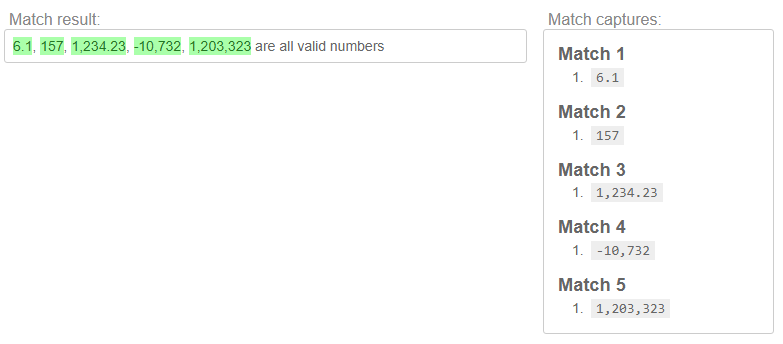 Match result:
6.1, 157, 1,234.23, -10,732, 1,203,323 are all valid numbers
Match captures:
Match 1
1. 6.1
Match 2
1. 157
Match 3
1. 1,234.23
Match 4
1. -10,732
Match 5
1. 1,203,323